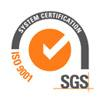 SYSTEM CERTIFICATION
ISO 9001
SGS